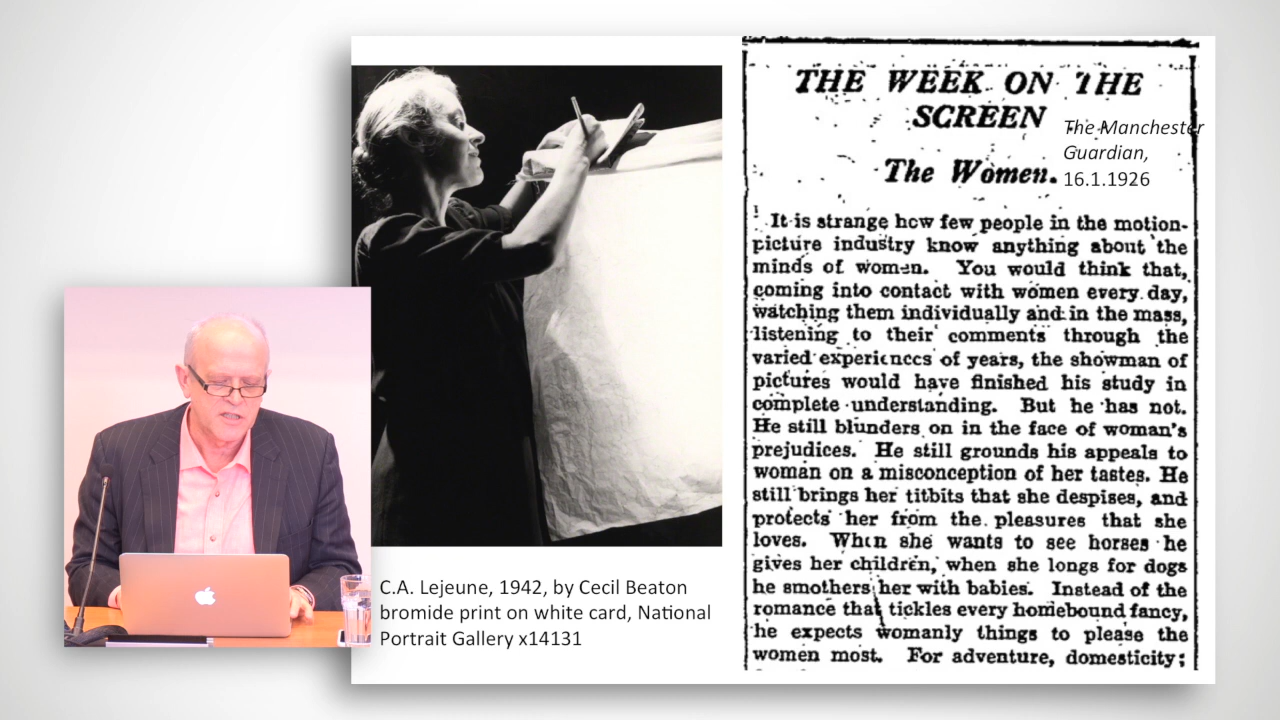 THE WEEK ON THE
SCREEN
The Women.
The Manchester
Guardian,
16.1.1926
It is strange how few people in the motion-
picture industry know anything about the
minds of women. You would think that,
coming into contact with women every day,
watching them individually and in the mass,
listening to their comments through the
varied experiences of years, the showman of
pictures would have finished his study in
complete understanding. But he has not.
He still blunders on in the face of woman's
prejudices. He still grounds his appeals to
woman on a misconception of her tastes. He
still brings her titbits that she despises, and
protects her from the pleasures that she
loves. When she wants to see horses he
gives her children, when she longs for dogs
he smothers her with babies. Instead of the
romance that tickles every homebound fancy,
he expects womanly things to please the
women most. For adventure, domesticity;
C.A. Lejeune, 1942, by Cecil Beaton
bromide print on white card, National
Portrait Gallery x14131